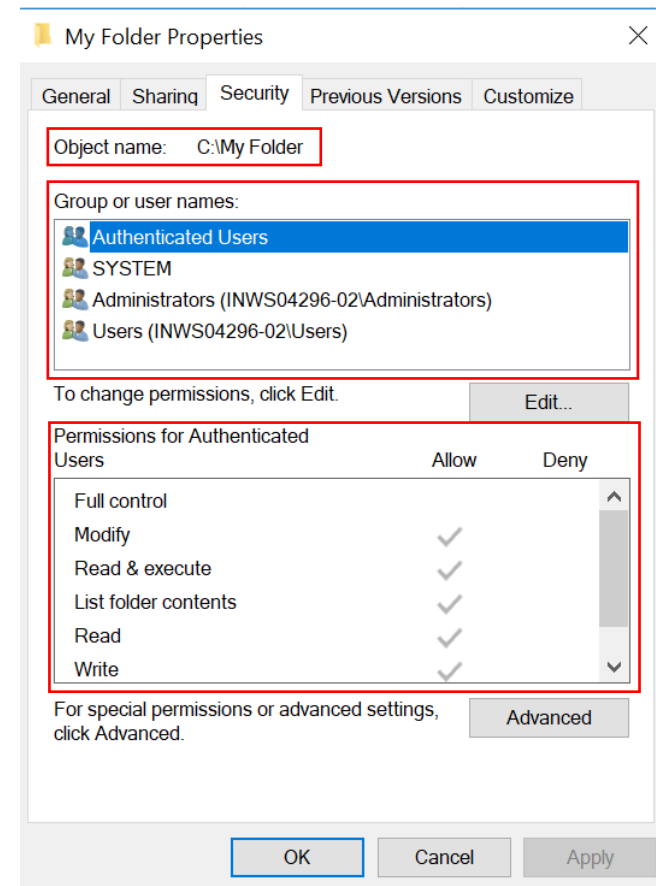 My Folder Properties
General Sharing Security Previous Versions Customize
Object name: C:\My Folder
Group or user names:
Authenticated Users
SYSTEM
Administrators (INWS04296-02\Administrators)
Users (INWS04296-02\Users)
To change permissions, click Edit.
Edit...
Permissions for Authenticated
Users Allow Deny
Full control
Modify
Read & execute
List folder contents
Read
Write
For special permissions or advanced settings,
click Advanced.
Advanced
OK Cancel Apply